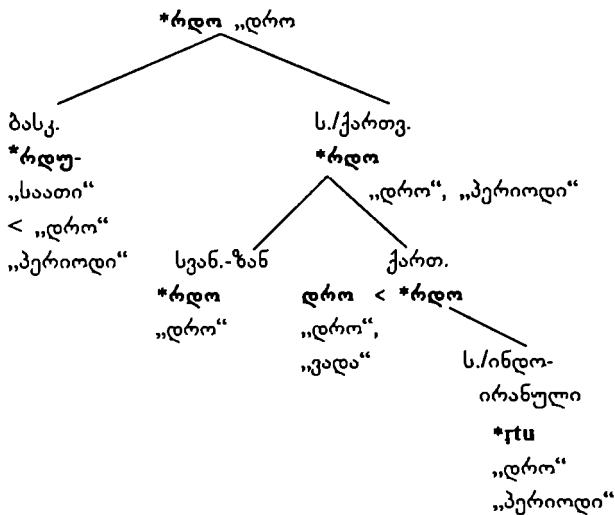 *რდო „დრო
ბასკ.
*რდუ-
„საათი“
< „დრო“
„პერიოდი“
ს./ქართვ.
*რდო
„დრო“, „პერიოდი“
სვან.-ზან
*რდო
„დრო“
ქართ.
დრო < *რდო
„დრო“,
„ვადა“
ს./ინდო-
ირანული
*r̥tu
„დრო“
„პერიოდი“